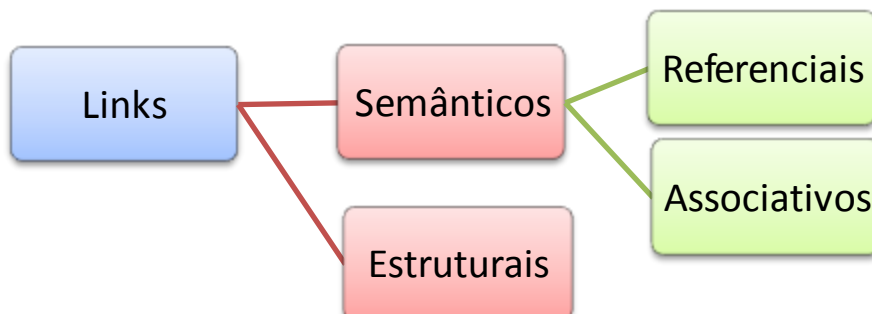 Links
Semânticos
Referenciais
Associativos
Estruturais